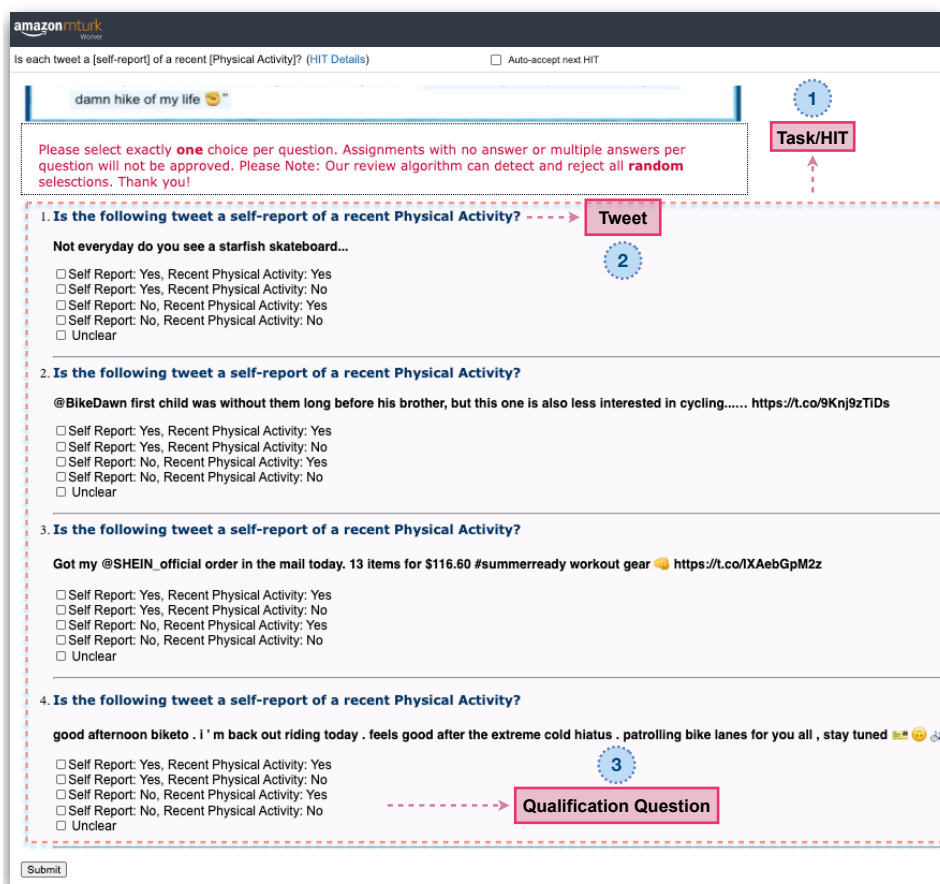 amazonmturk
Worker
Is each tweet a [self-report] of a recent [Physical Activity]? (HIT Details)
Auto-accept next HIT
damn hike of my life ✊"
1
Task/HIT
Please select exactly one choice per question. Assignments with no answer or multiple answers per
question will not be approved. Please Note: Our review algorithm can detect and reject all random
selesctions. Thank you!
1. Is the following tweet a self-report of a recent Physical Activity?
Tweet
2
Not everyday do you see a starfish skateboard...
Self Report: Yes, Recent Physical Activity: Yes
Self Report: Yes, Recent Physical Activity: No
Self Report: No, Recent Physical Activity: Yes
Self Report: No, Recent Physical Activity: No
Unclear
2. Is the following tweet a self-report of a recent Physical Activity?
@BikeDawn first child was without them long before his brother, but this one is also less interested in cycling...... https://t.co/9Knj9zTiDs
Self Report: Yes, Recent Physical Activity: Yes
Self Report: Yes, Recent Physical Activity: No
Self Report: No, Recent Physical Activity: Yes
Self Report: No, Recent Physical Activity: No
Unclear
3. Is the following tweet a self-report of a recent Physical Activity?
Got my @SHEIN_official order in the mail today. 13 items for $116.60 #summerready workout gear 👊 https://t.co/IXAebGpM2z
Self Report: Yes, Recent Physical Activity: Yes
Self Report: Yes, Recent Physical Activity: No
Self Report: No, Recent Physical Activity: Yes
Self Report: No, Recent Physical Activity: No
Unclear
4. Is the following tweet a self-report of a recent Physical Activity?
good afternoon biketo . i ' m back out riding today . feels good after the extreme cold hiatus . patrolling bike lanes for you all , stay tuned 🎫 🙃 🚲
Self Report: Yes, Recent Physical Activity: Yes
Self Report: Yes, Recent Physical Activity: No
Self Report: No, Recent Physical Activity: Yes
Self Report: No, Recent Physical Activity: No
Unclear
3
Qualification Question
Submit